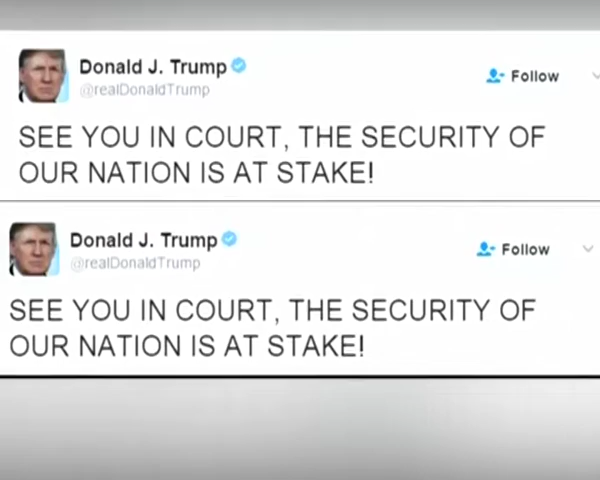 Donald J. Trump
@realDonaldTrump
Follow
SEE YOU IN COURT, THE SECURITY OF
OUR NATION IS AT STAKE!
Donald J. Trump
@realDonaldTrump
Follow
SEE YOU IN COURT, THE SECURITY OF
OUR NATION IS AT STAKE!